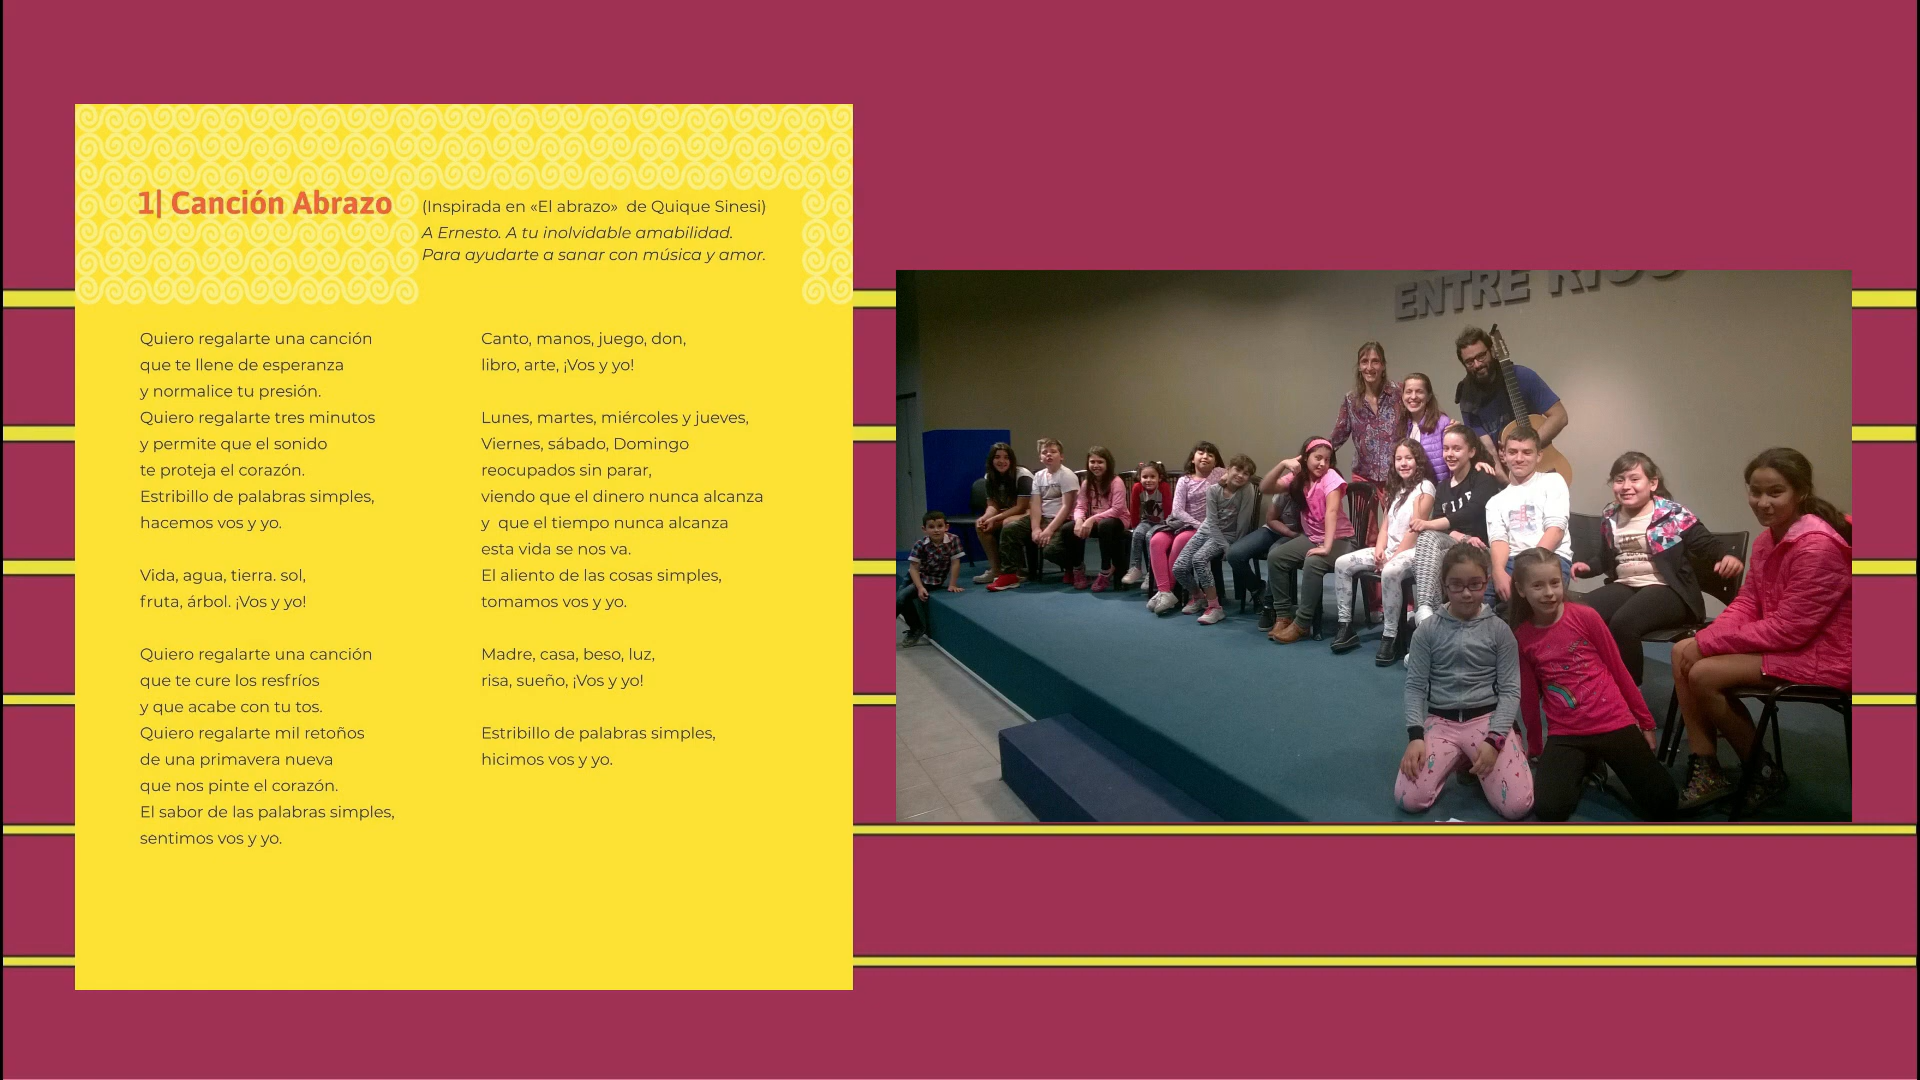 1| Canción Abrazo
(Inspirada en «El abrazo»  de Quique Sinesi)
A Ernesto. A tu inolvidable amabilidad.
Para ayudarte a sanar con música y amor.
Quiero regalarte una canción
que te llene de esperanza
y normalice tu presión.
Quiero regalarte tres minutos
y permite que el sonido
te proteja el corazón.
Estribillo de palabras simples,
hacemos vos y yo.
Vida, agua, tierra. sol,
fruta, árbol. ¡Vos y yo!
Quiero regalarte una canción
que te cure los resfríos
y que acabe con tu tos.
Quiero regalarte mil retoños
de una primavera nueva
que nos pinte el corazón.
El sabor de las palabras simples,
sentimos vos y yo.
Canto, manos, juego, don,
libro, arte, ¡Vos y yo!
Lunes, martes, miércoles y jueves,
Viernes, sábado, Domingo
reocupados sin parar,
viendo que el dinero nunca alcanza
y  que el tiempo nunca alcanza
esta vida se nos va.
El aliento de las cosas simples,
tomamos vos y yo.
Madre, casa, beso, luz,
risa, sueño, ¡Vos y yo!
Estribillo de palabras simples,
hicimos vos y yo.
ENTRE RIOS